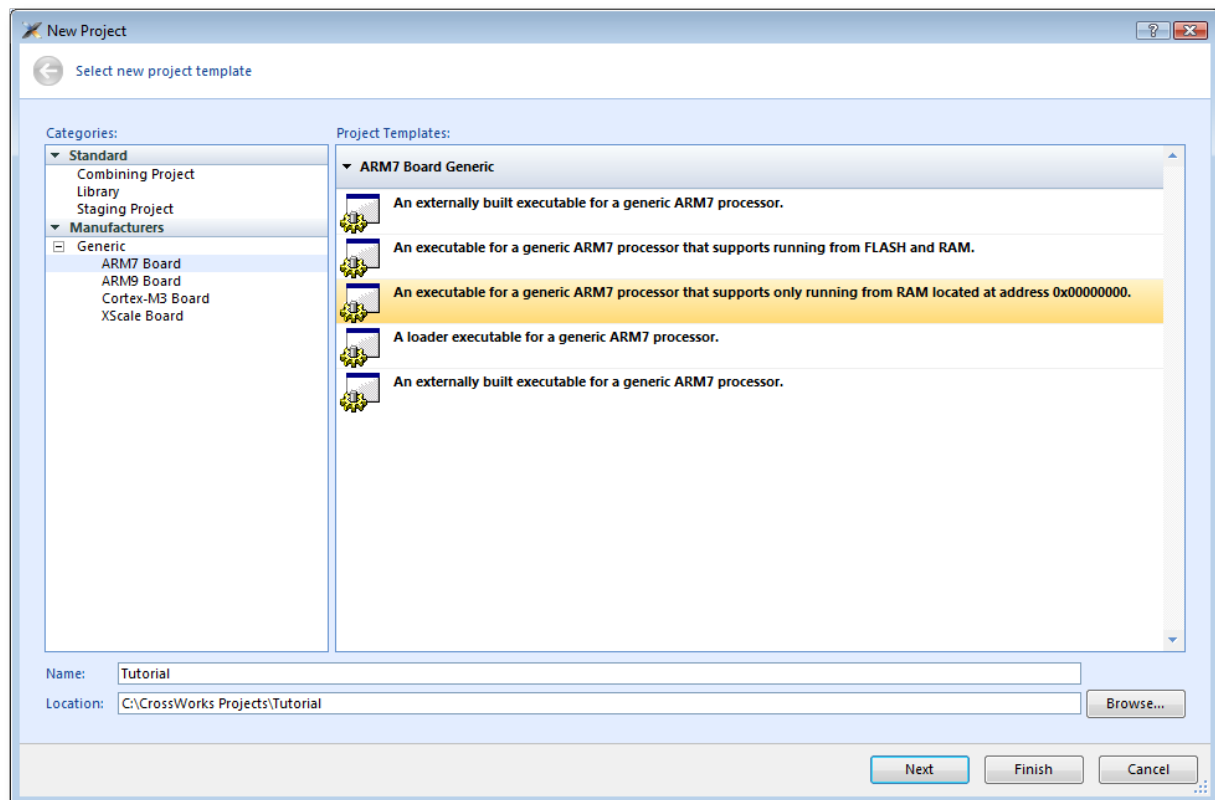 New Project
Select new project template
Categories:
Standard
Combining Project
Library
Staging Project
Manufacturers
Generic
ARM7 Board
ARM9 Board
Cortex-M3 Board
XScale Board
Project Templates:
ARM7 Board Generic
An externally built executable for a generic ARM7 processor.
An executable for a generic ARM7 processor that supports running from FLASH and RAM.
An executable for a generic ARM7 processor that supports only running from RAM located at address 0x00000000.
A loader executable for a generic ARM7 processor.
An externally built executable for a generic ARM7 processor.
Name: Tutorial
Location: C:\CrossWorks Projects\Tutorial Browse...
Next Finish Cancel